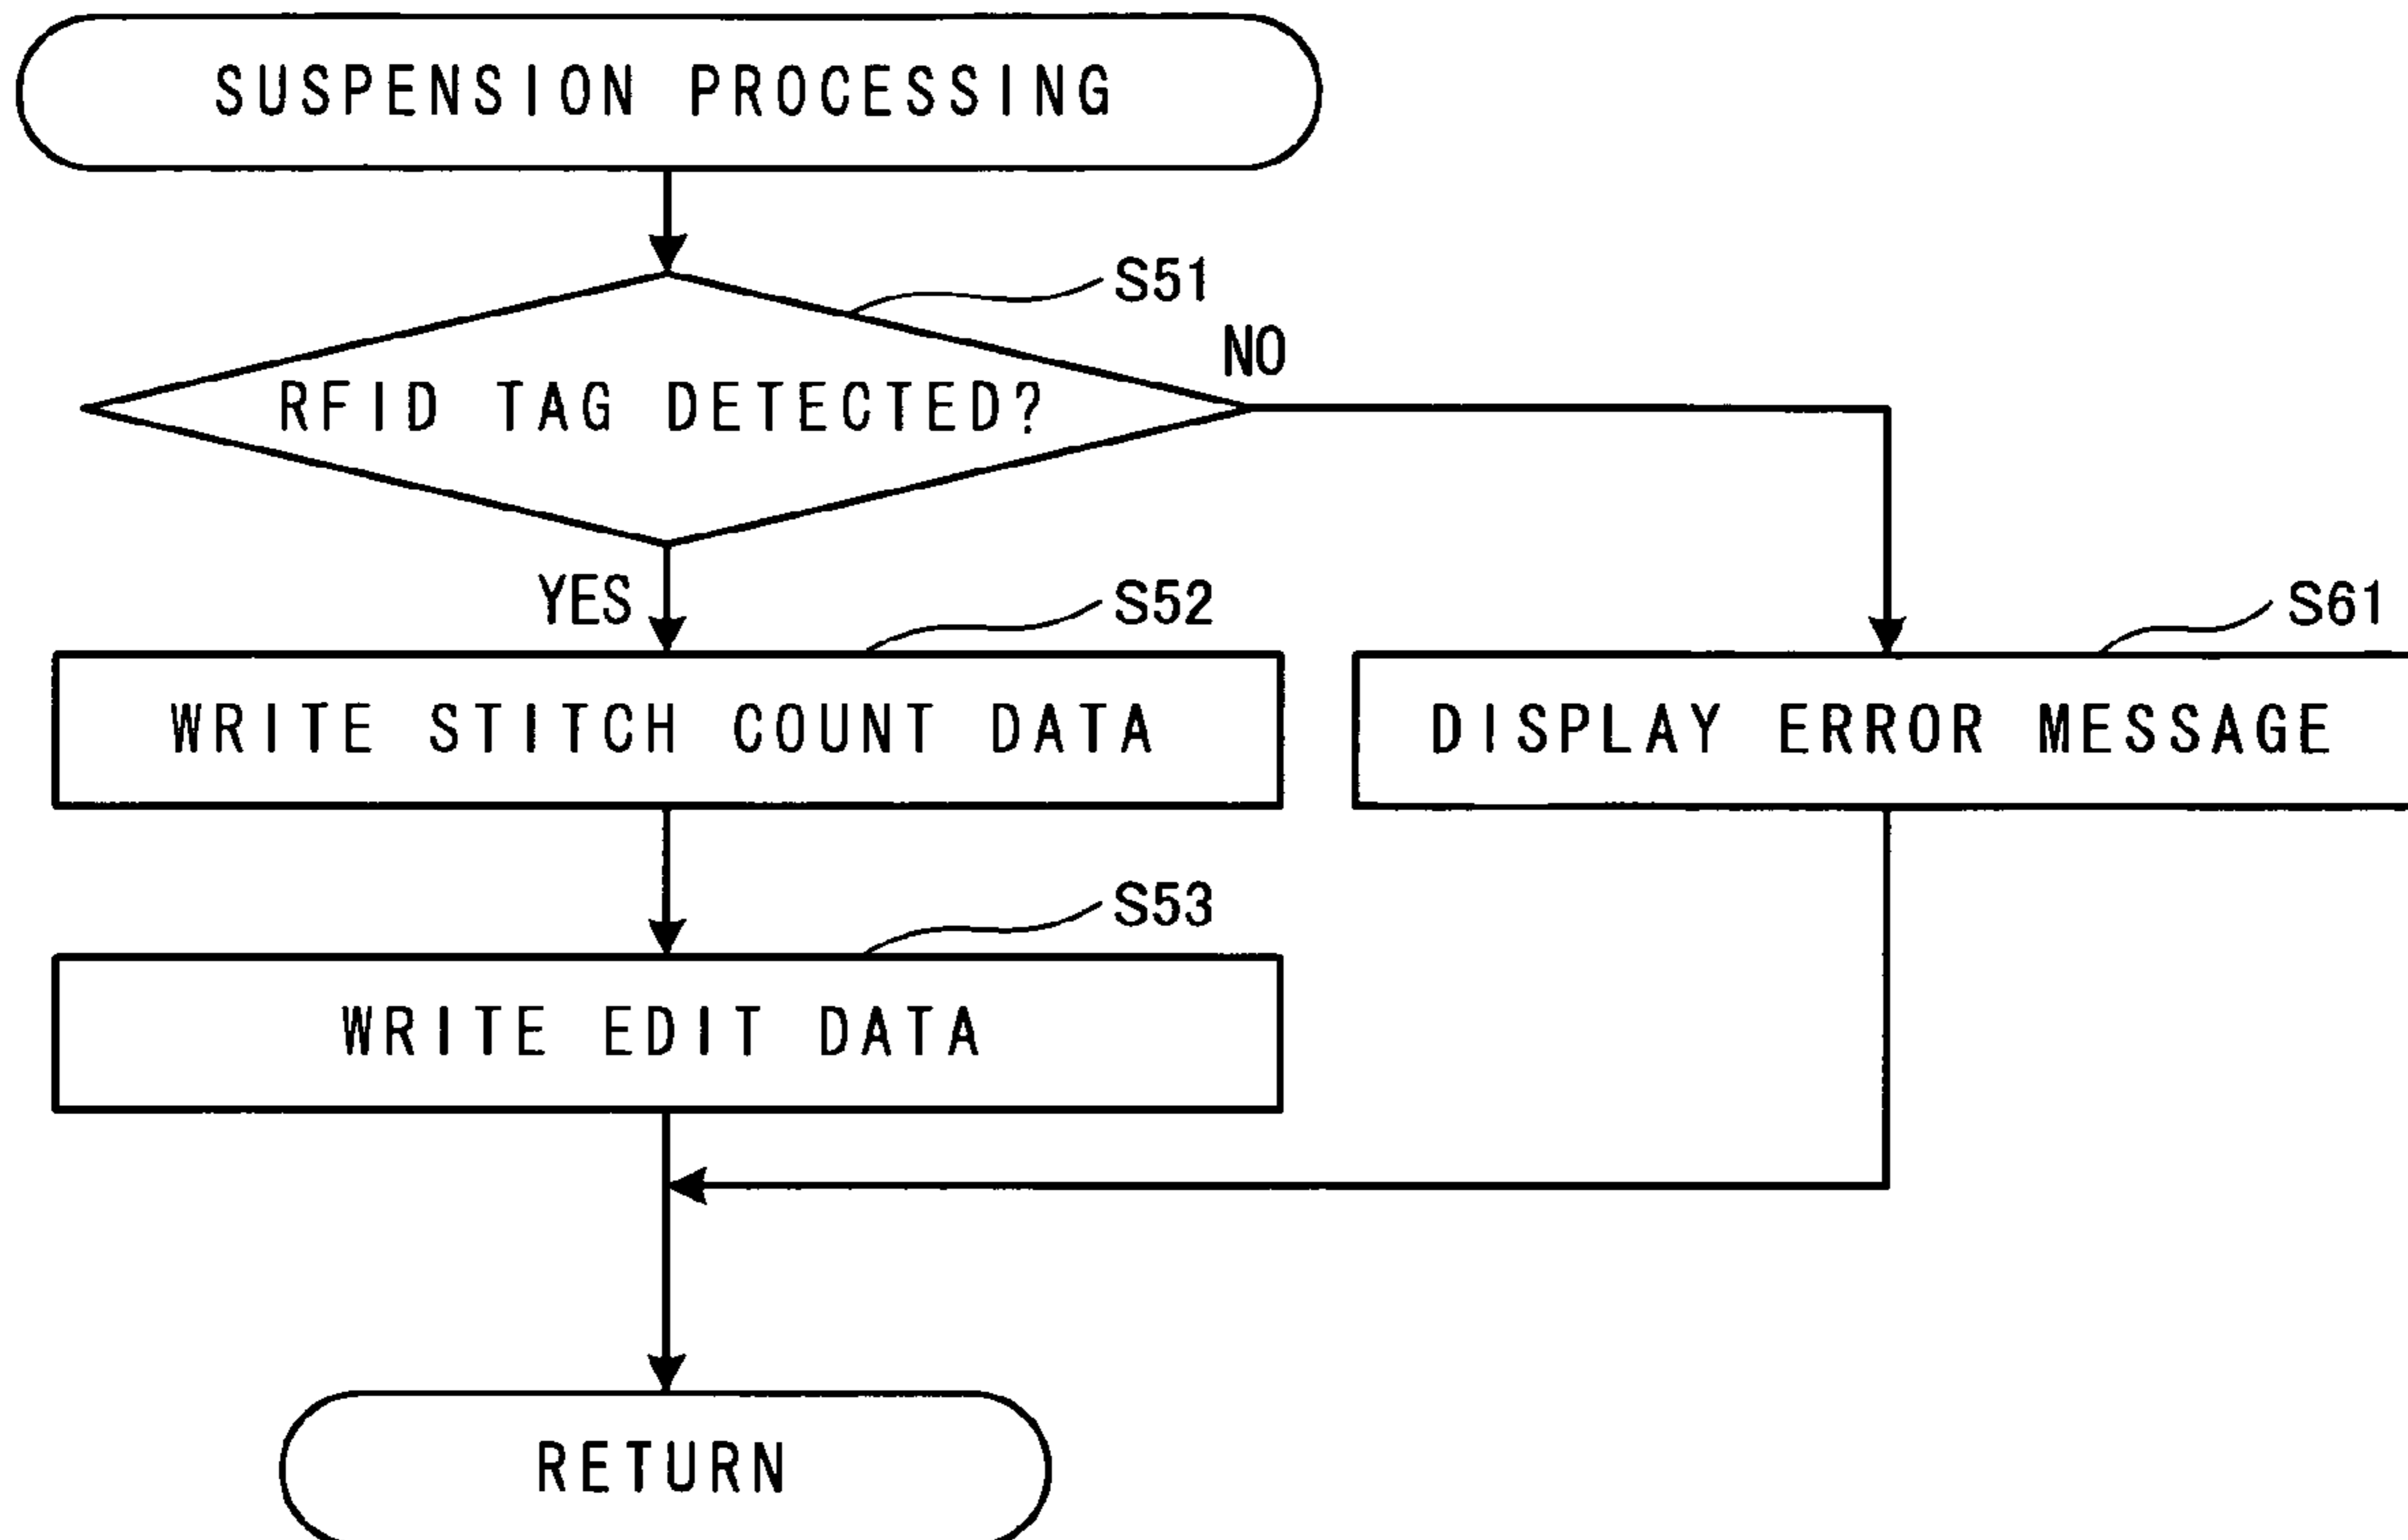 SUSPENSION PROCESSING
S51
NO
RFID TAG DETECTED?
YES
S52
S61
WRITE STITCH COUNT DATA
DISPLAY ERROR MESSAGE
S53
WRITE EDIT DATA
RETURN